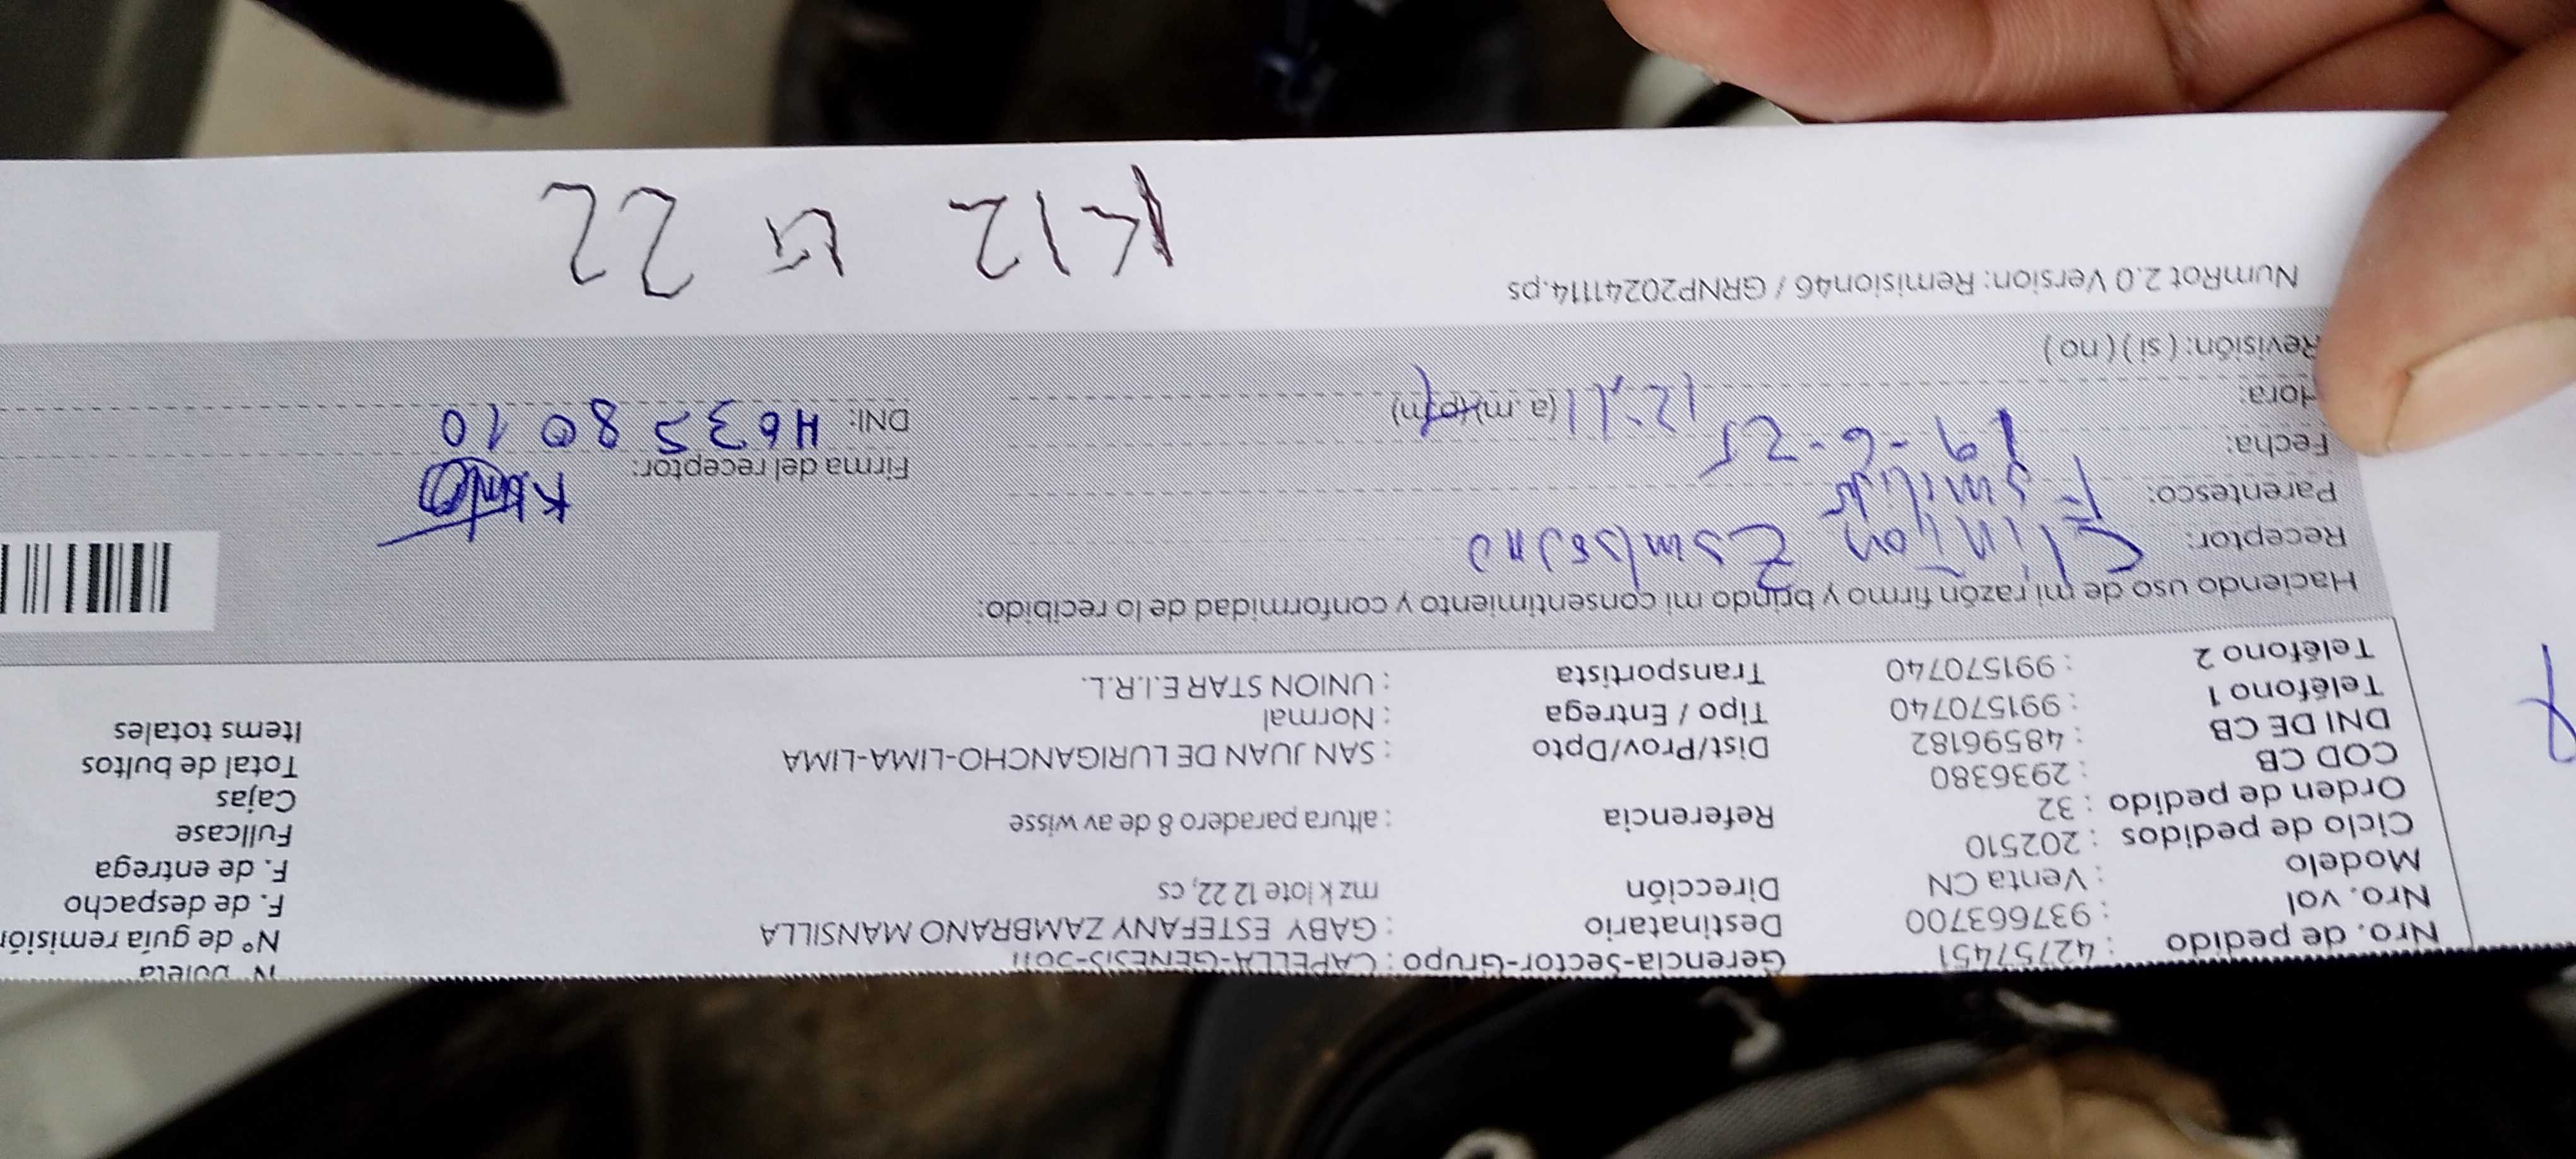 N° boleta
Nro. de pedido : 42757451 Gerencia-Sector-Grupo : CAPELLA-GENESIS-3011 N° de guía remisión
Nro. vol : 937663700 Destinatario : GABY ESTEFANY ZAMBRANO MANSILLA F. de despacho
Modelo : Venta CN Dirección mz k lote 12 22, cs F. de entrega
Ciclo de pedidos : 202510 Fullcase
Orden de pedido : 32 Referencia : altura paradero 8 de av wisse Cajas
COD CB : 2936380 Total de bultos
DNI DE CB : 48596182 Dist/Prov/Dpto : SAN JUAN DE LURIGANCHO-LIMA-LIMA Items totales
Teléfono 1 : 991570740 Tipo / Entrega : Normal
Teléfono 2 : 991570740 Transportista : UNION STAR E.I.R.L.
Haciendo uso de mi razón firmo y brindo mi consentimiento y conformidad de lo recibido:
Receptor: Clinton
Parentesco: Familiar Firma del receptor:
Fecha: 19-6-25 DNI: 46358010
Hora: (a.m)(p.m)
Revisión: ( si ) ( no )
NumRot 2.0 Version: Remision46 / GRNP20241114.ps
K 12 22